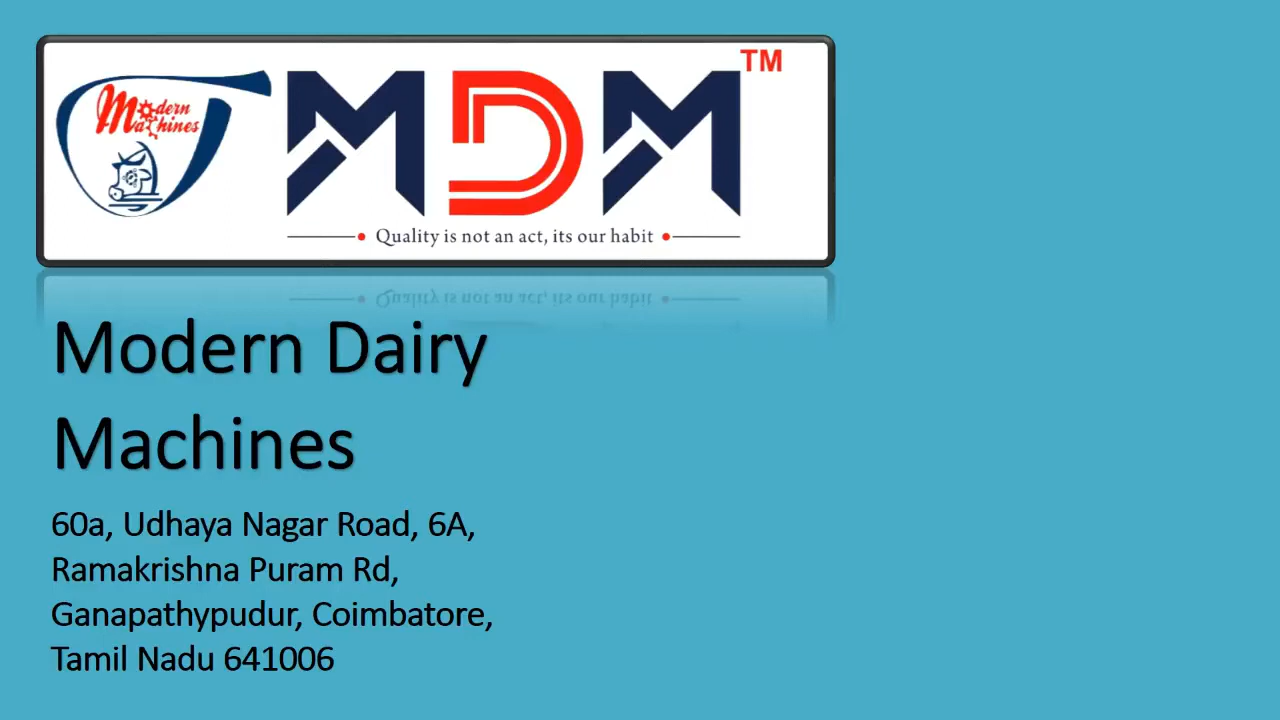 Modern
Machines
MDM TM
Quality is not an act, its our habit
Modern Dairy
Machines
60a, Udhaya Nagar Road, 6A,
Ramakrishna Puram Rd,
Ganapathypudur, Coimbatore,
Tamil Nadu 641006